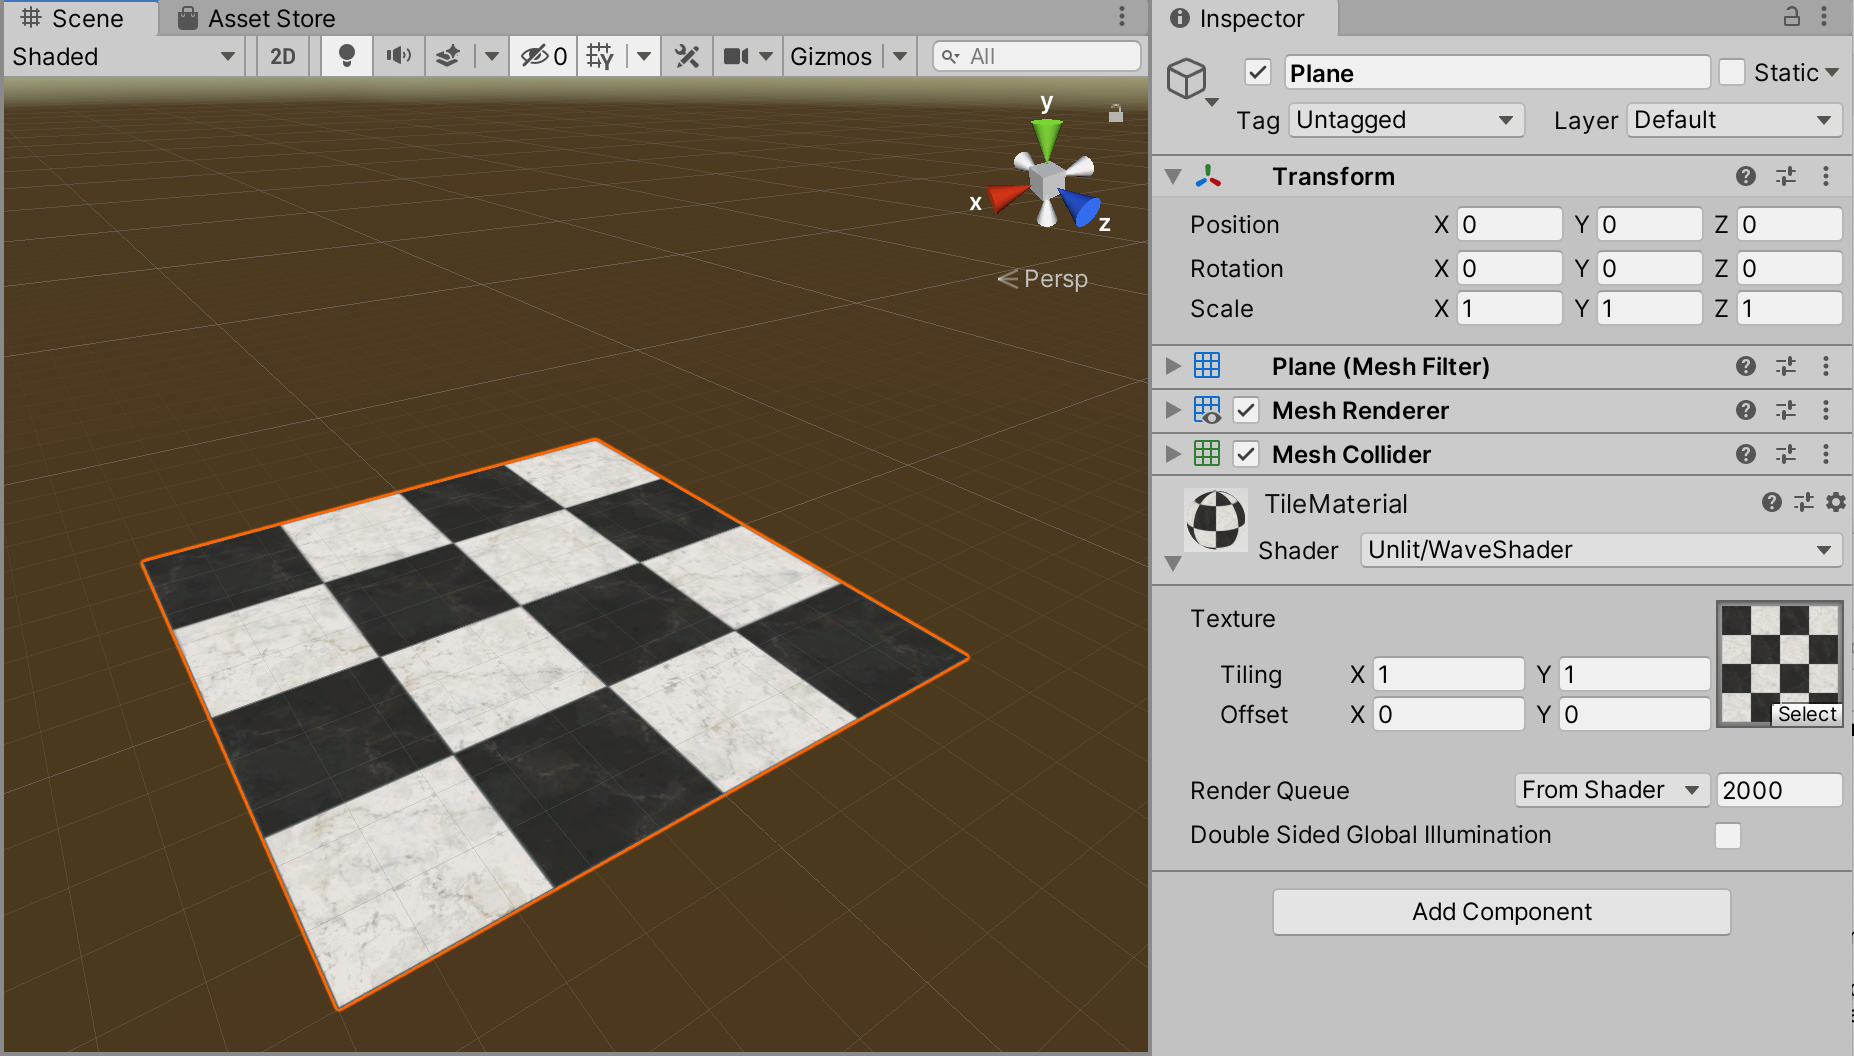 Scene
Asset Store
Shaded
2D
0
Gizmos
All
y
x
z
Persp
Inspector
Plane
Static
Tag Untagged Layer Default
Transform
Position X 0 Y 0 Z 0
Rotation X 0 Y 0 Z 0
Scale X 1 Y 1 Z 1
Plane (Mesh Filter)
Mesh Renderer
Mesh Collider
TileMaterial
Shader Unlit/WaveShader
Texture
Tiling X 1 Y 1
Offset X 0 Y 0
Select
Render Queue From Shader 2000
Double Sided Global Illumination
Add Component